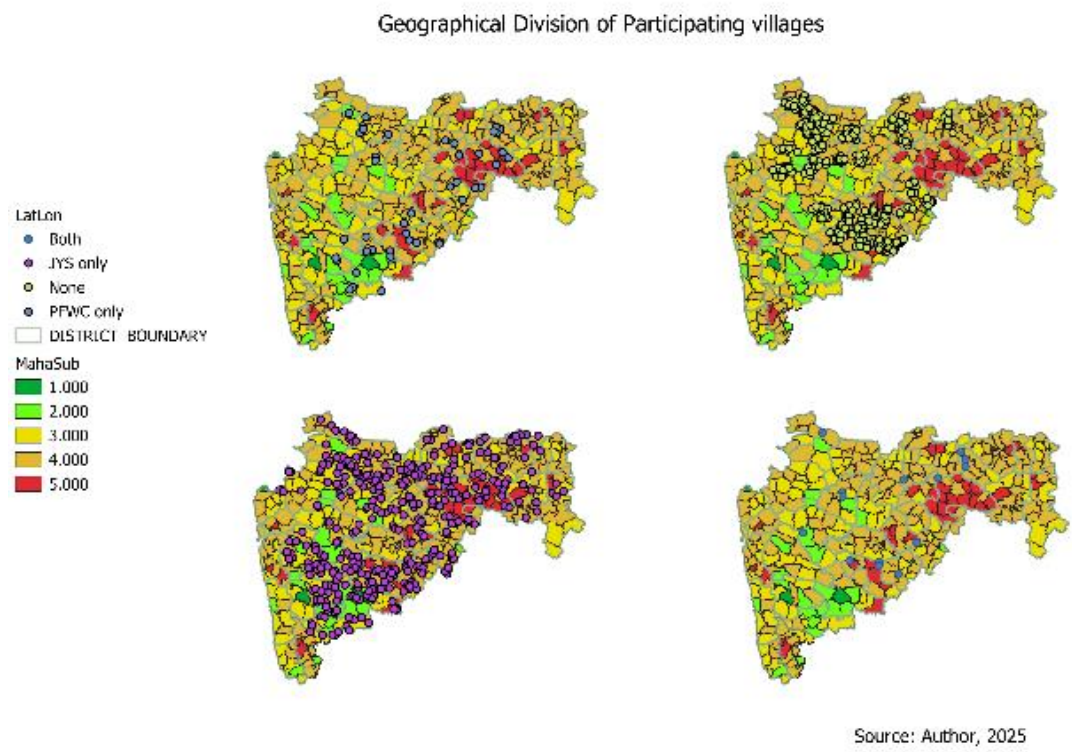 Geographical Division of Participating villages
LatLon
Both
JYS only
None
PFWC only
DISTRICT BOUNDARY
MahaSub
1.000
2.000
3.000
4.000
5.000
Source: Author, 2025